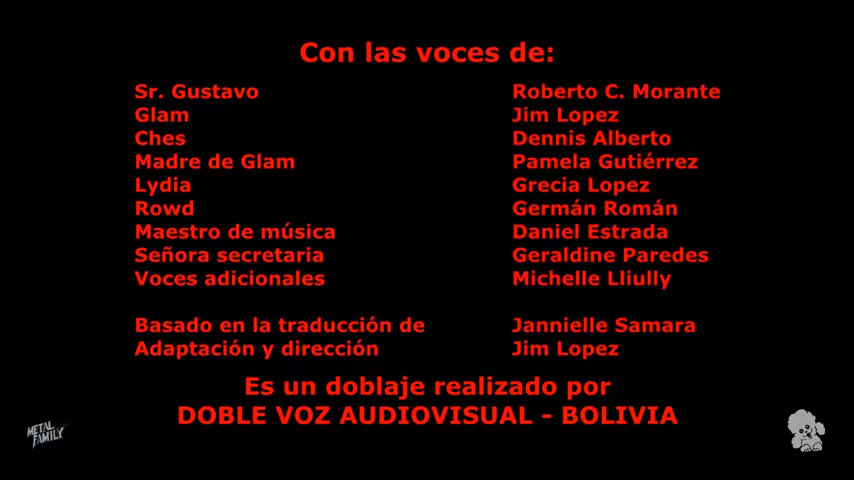 Con las voces de:
Sr. Gustavo Roberto C. Morante
Glam Jim Lopez
Ches Dennis Alberto
Madre de Glam Pamela Gutiérrez
Lydia Grecia Lopez
Rowd Germán Román
Maestro de música Daniel Estrada
Señora secretaria Geraldine Paredes
Voces adicionales Michelle Lliully
Basado en la traducción de Jannielle Samara
Adaptación y dirección Jim Lopez
Es un doblaje realizado por
DOBLE VOZ AUDIOVISUAL - BOLIVIA
METAL
FAMILY